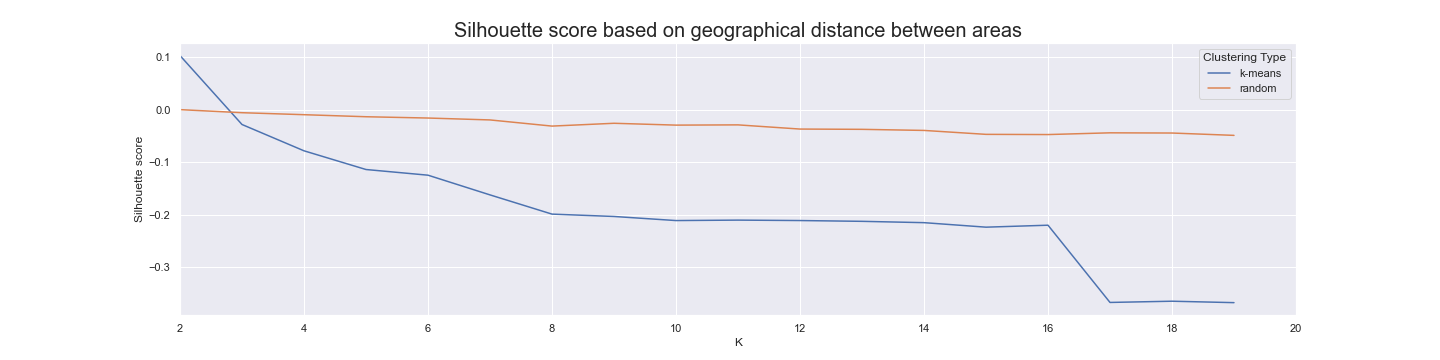 Silhouette score based on geographical distance between areas
Clustering Type
k-means
random
Silhouette score
0.1
0.0
−0.1
−0.2
−0.3
2 4 6 8 10 12 14 16 18 20
K